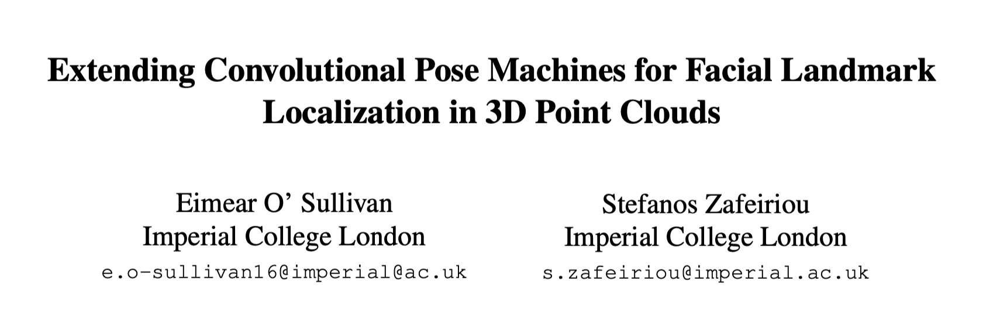 Extending Convolutional Pose Machines for Facial Landmark
Localization in 3D Point Clouds
Eimear O’ Sullivan
Imperial College London
e.o-sullivan16@imperial@ac.uk
Stefanos Zafeiriou
Imperial College London
s.zafeiriou@imperial.ac.uk